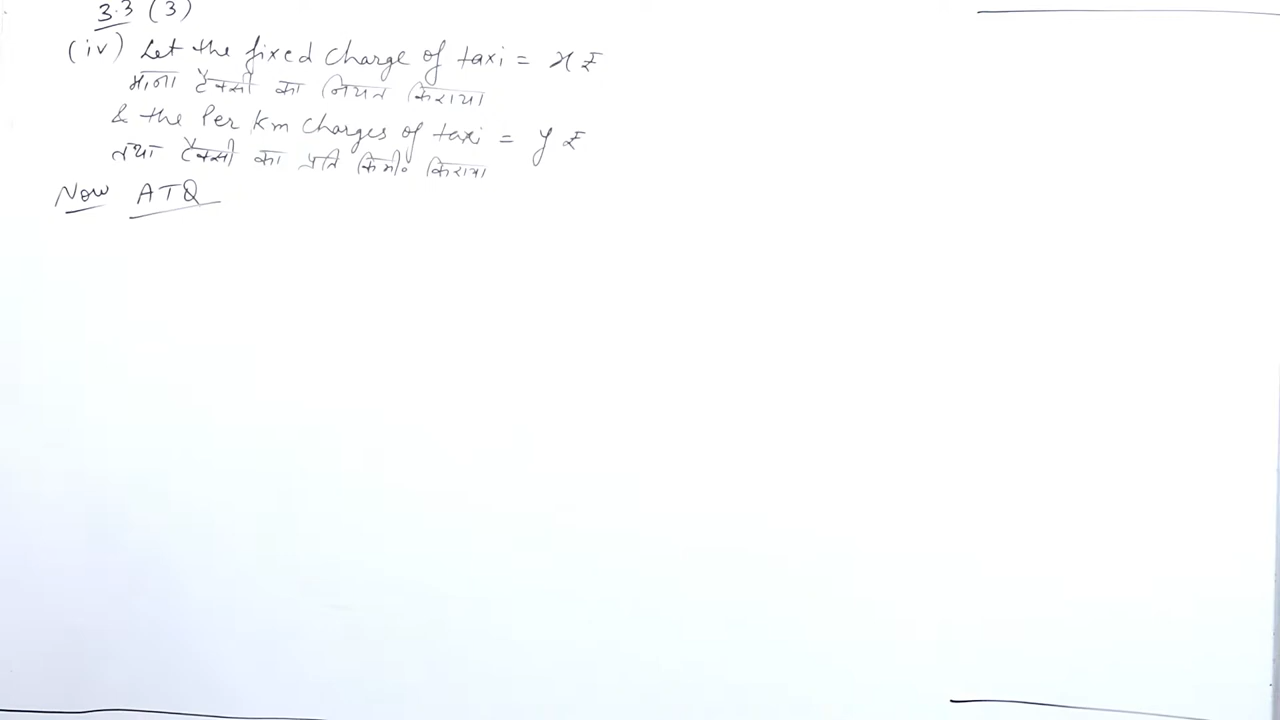 3.3 (3)
(iv) Let the fixed charge of taxi = x ₹
माना टैक्सी का नियत किराया
& the Per Km charges of taxi = y ₹
तथा टैक्सी का प्रति किमी० किराया
Now ATQ